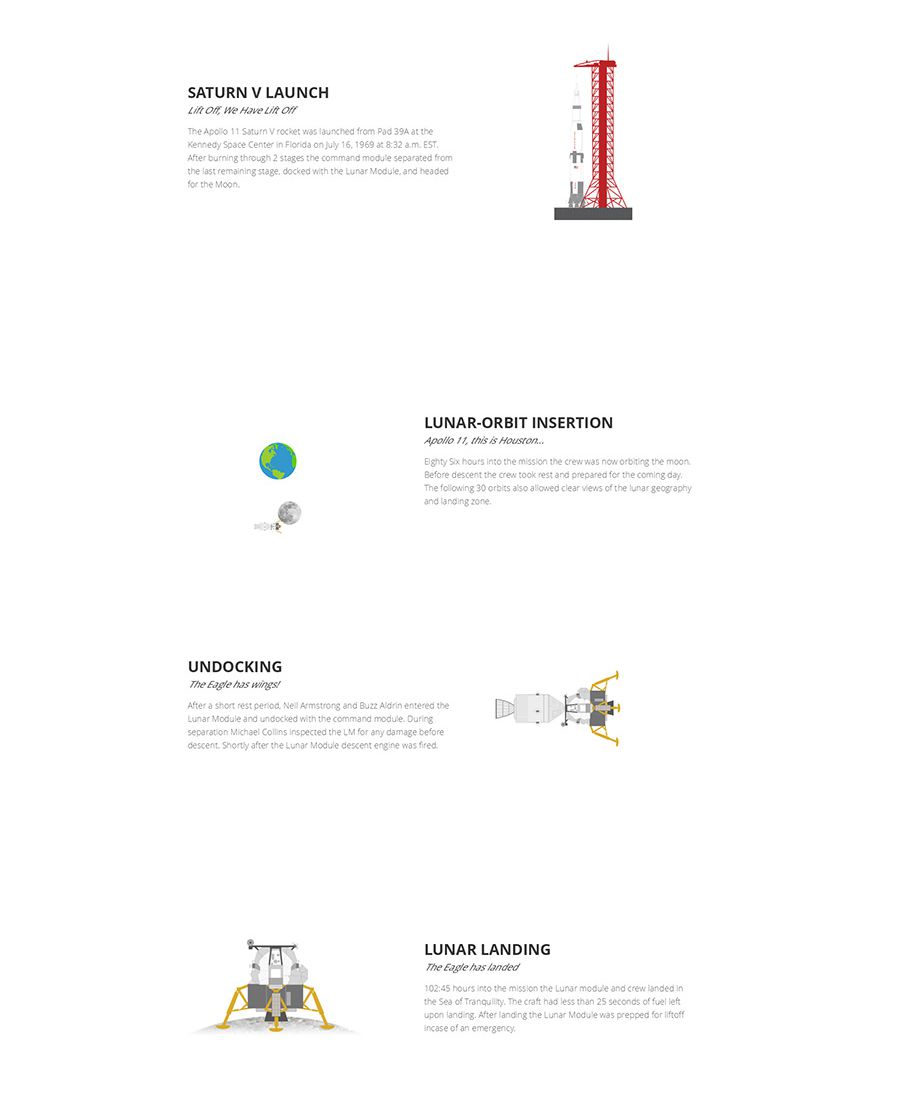 SATURN V LAUNCH
Lift Off, We Have Lift Off
The Apollo 11 Saturn V rocket was launched from Pad 39A at the
Kennedy Space Center in Florida on July 16, 1969 at 8:32 a.m. EST.
After burning through 2 stages the command module separated from
the last remaining stage, docked with the Lunar Module, and headed
for the Moon.
LUNAR-ORBIT INSERTION
Apollo 11, this is Houston...
Eighty Six hours into the mission the crew was now orbiting the moon.
Before descent the crew took rest and prepared for the coming day.
The following 30 orbits also allowed clear views of the lunar geography
and landing zone.
UNDOCKING
The Eagle has wings!
After a short rest period, Neil Armstrong and Buzz Aldrin entered the
Lunar Module and undocked with the command module. During
separation Michael Collins inspected the LM for any damage before
descent. Shortly after the Lunar Module descent engine was fired.
LUNAR LANDING
The Eagle has landed
102:45 hours into the mission the Lunar module and crew landed in
the Sea of Tranquility. The craft had less than 25 seconds of fuel left
upon landing. After landing the Lunar Module was prepped for liftoff
incase of an emergency.